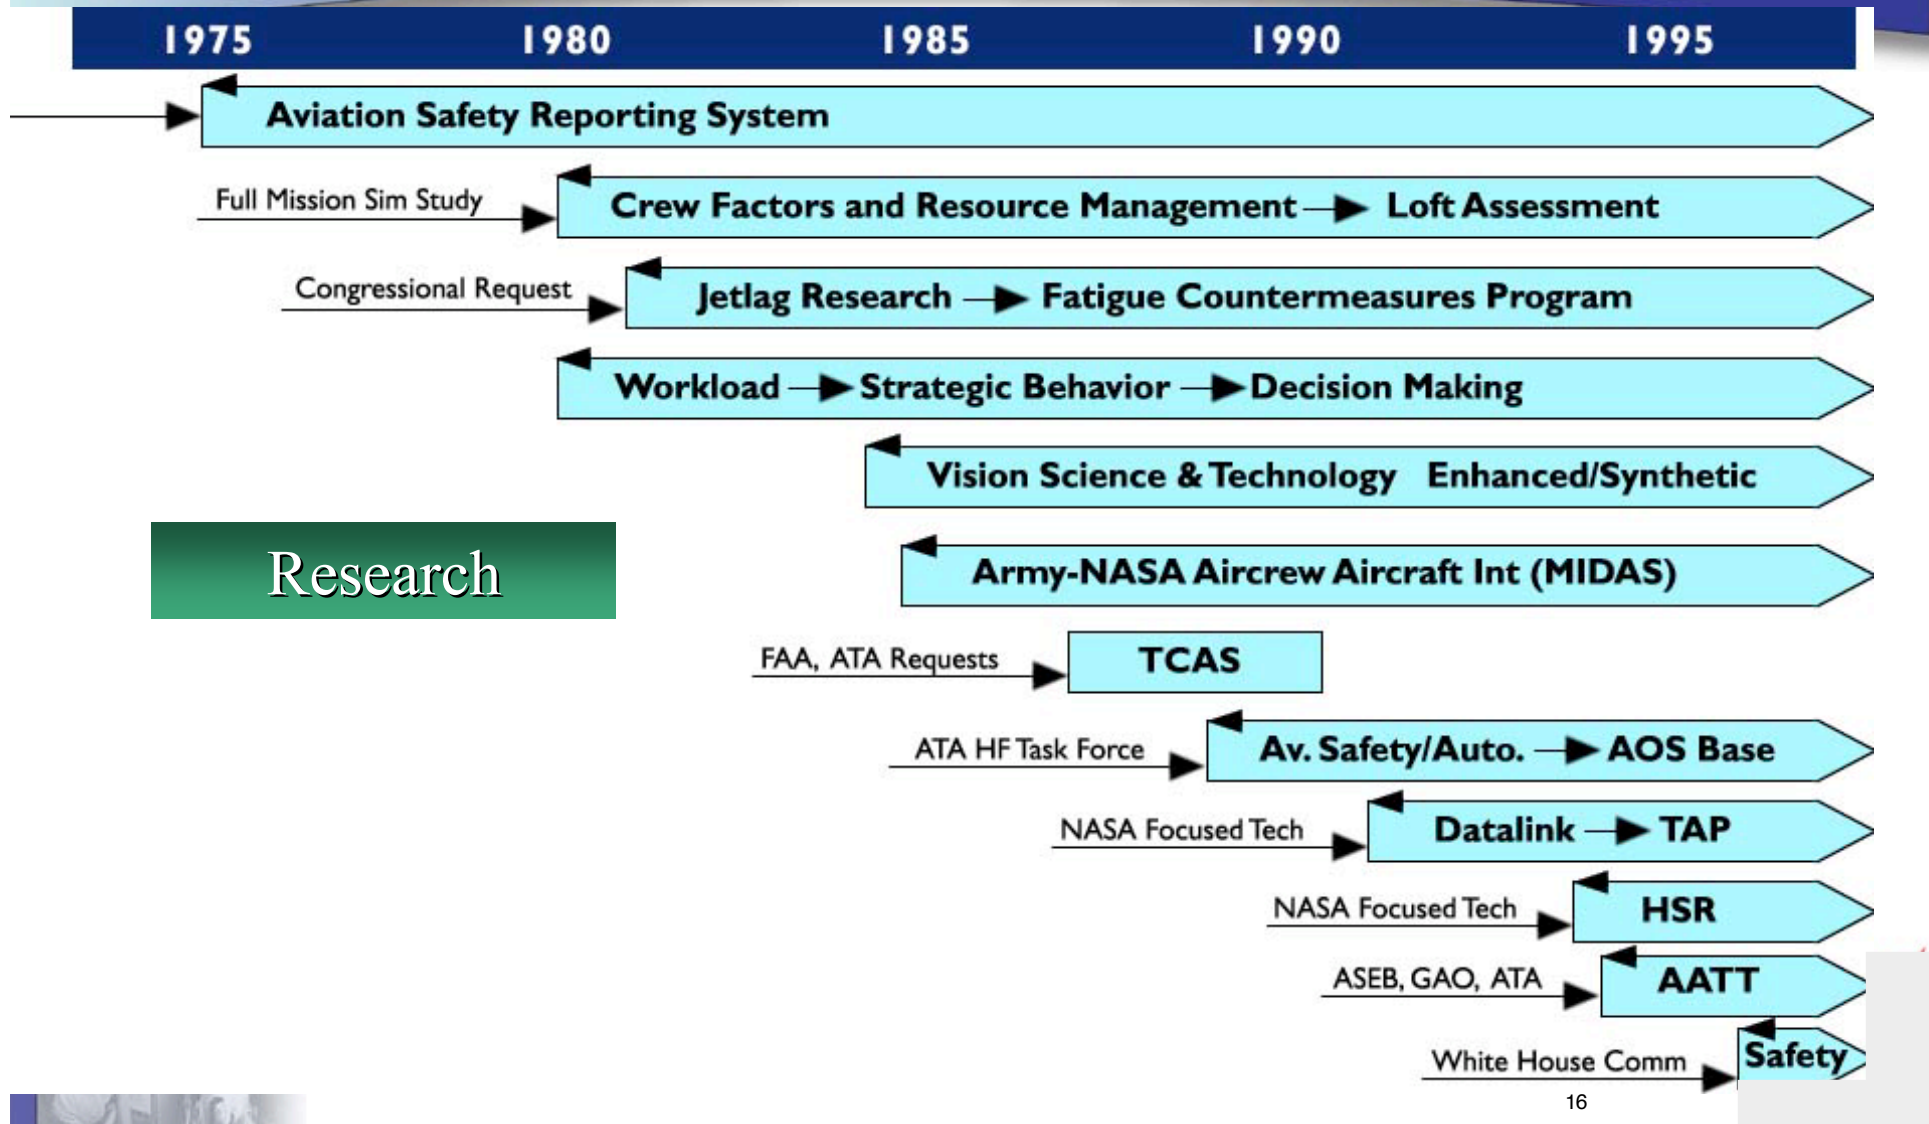 1975 1980 1985 1990 1995
Aviation Safety Reporting System
Full Mission Sim Study
Crew Factors and Resource Management Loft Assessment
Congressional Request
Jetlag Research Fatigue Countermeasures Program
Workload Strategic Behavior Decision Making
Vision Science & Technology Enhanced/Synthetic
Research
Army-NASA Aircrew Aircraft Int (MIDAS)
FAA, ATA Requests
TCAS
ATA HF Task Force
Av. Safety/Auto. AOS Base
NASA Focused Tech
Datalink TAP
NASA Focused Tech
HSR
ASEB, GAO, ATA
AATT
White House Comm
Safety
16